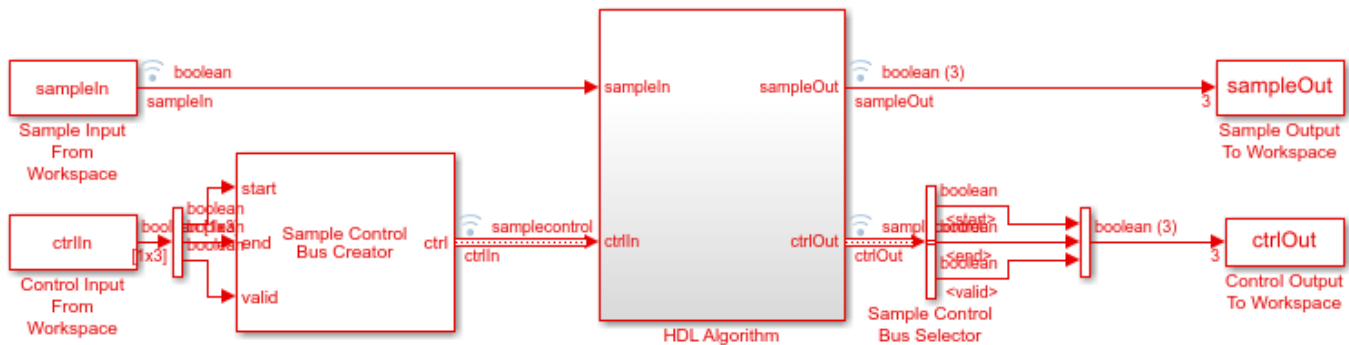 sampleIn
Sample Input
From
Workspace
boolean
sampleIn
sampleIn
sampleOut
boolean (3)
sampleOut
3
sampleOut
Sample Output
To Workspace
ctrlIn
Control Input
From
Workspace
[1x3]
boolean
boolean
start
end
valid
Sample Control
Bus Creator
ctrl
samplecontrol
ctrlIn
ctrlIn
ctrlOut
HDL Algorithm
ctrlOut
boolean
<start>
<end>
boolean
<valid>
Sample Control
Bus Selector
boolean (3)
3
ctrlOut
Control Output
To Workspace